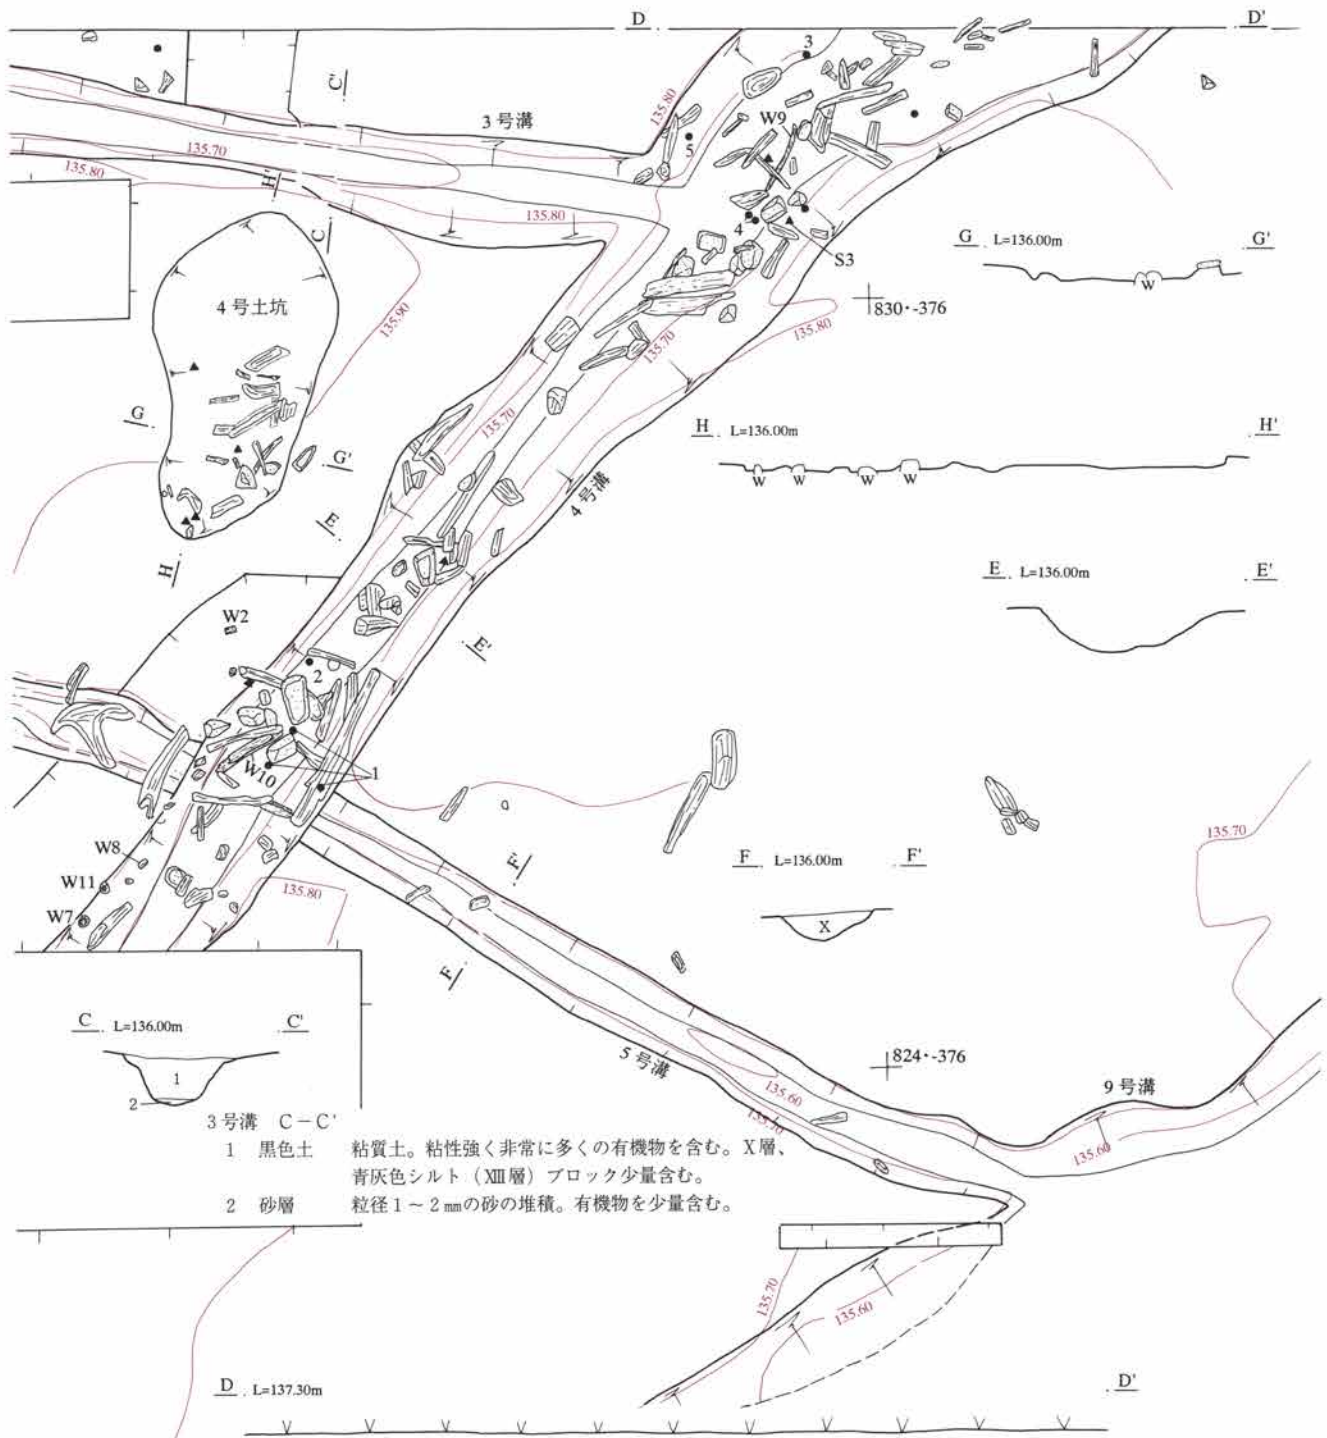 D
D'
3
C'
3号溝
135.80
W9
5
135.70
135.80
H'
C
135.80
4
S3
G L=136.00m G'
W
4号土坑
135.90
830・-376
135.80
135.70
G
G'
135.70
H L=136.00m H'
W W W W
4号溝
E
H
E L=136.00m E'
W2
E'
2
W10
1
135.70
W8
F'
F L=136.00m F'
W11
135.80
X
W7
F
C L=136.00m C'
1
2
5号溝
824・-376
135.60
135.70
9号溝
135.60
3号溝 C-C'
1 黒色土 粘質土。粘性強く非常に多くの有機物を含む。X層、
青灰色シルト(XIII層)ブロック少量含む。
2 砂層 粒径1~2㎜の砂の堆積。有機物を少量含む。
135.70
135.60
D L=137.30m D'